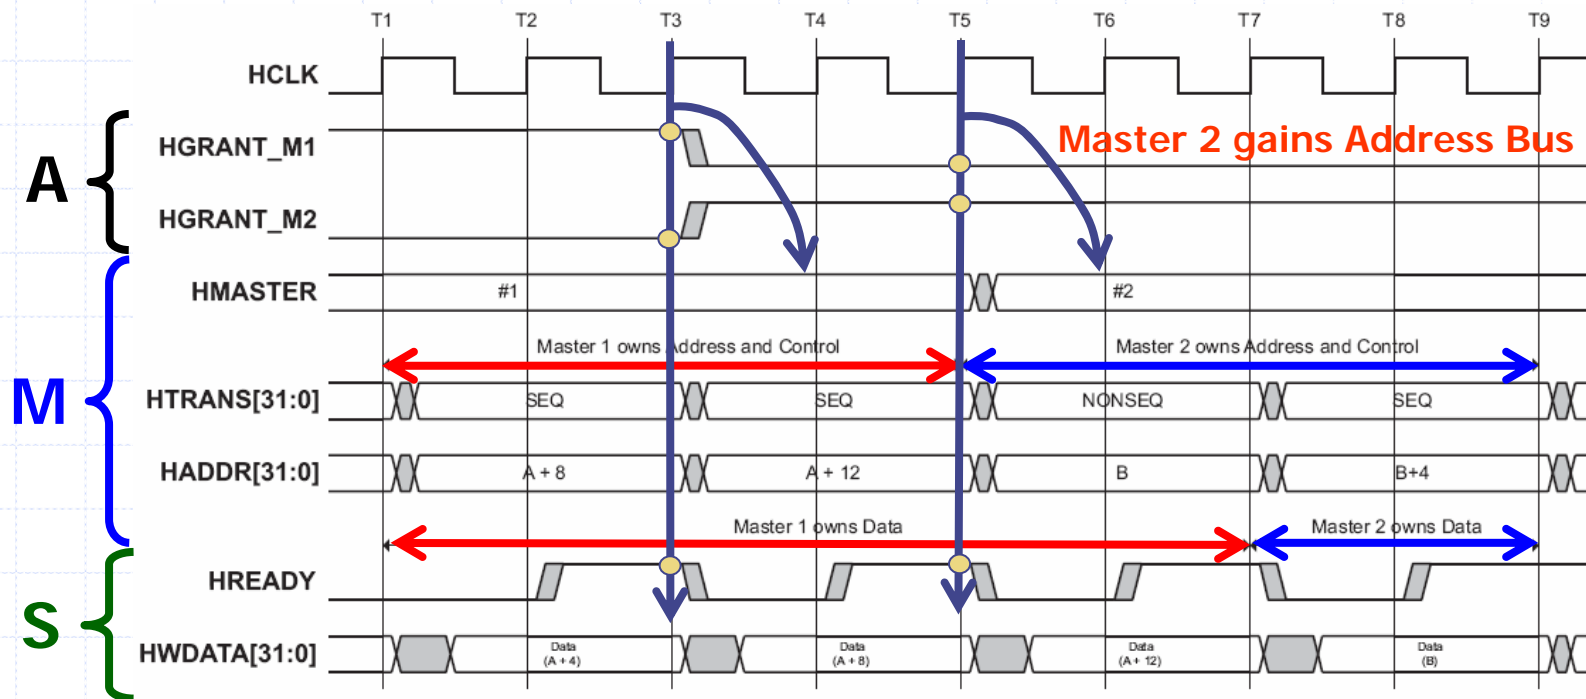 T1 T2 T3 T4 T5 T6 T7 T8 T9
HCLK
HGRANT_M1
Master 2 gains Address Bus
A
HGRANT_M2
HMASTER #1 #2
Master 1 owns Address and Control Master 2 owns Address and Control
M
HTRANS[31:0] SEQ SEQ NONSEQ SEQ
HADDR[31:0] A + 8 A + 12 B B+4
Master 1 owns Data Master 2 owns Data
HREADY
S
HWDATA[31:0] Data Data Data Data
(A + 4) (A + 8) (A + 12) (B)